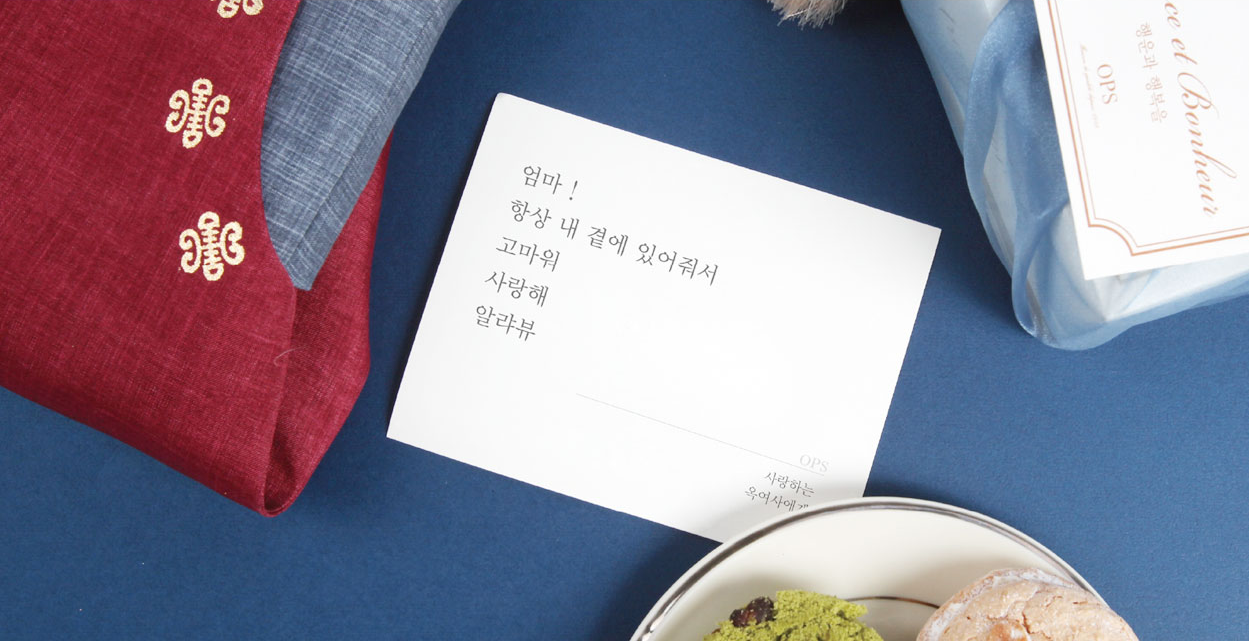 엄마 !
항상 내 곁에 있어줘서
고마워
사랑해
알랴뷰
OPS
사랑하는
옥여사에게
et Bonheur
행운과 행복을
OPS